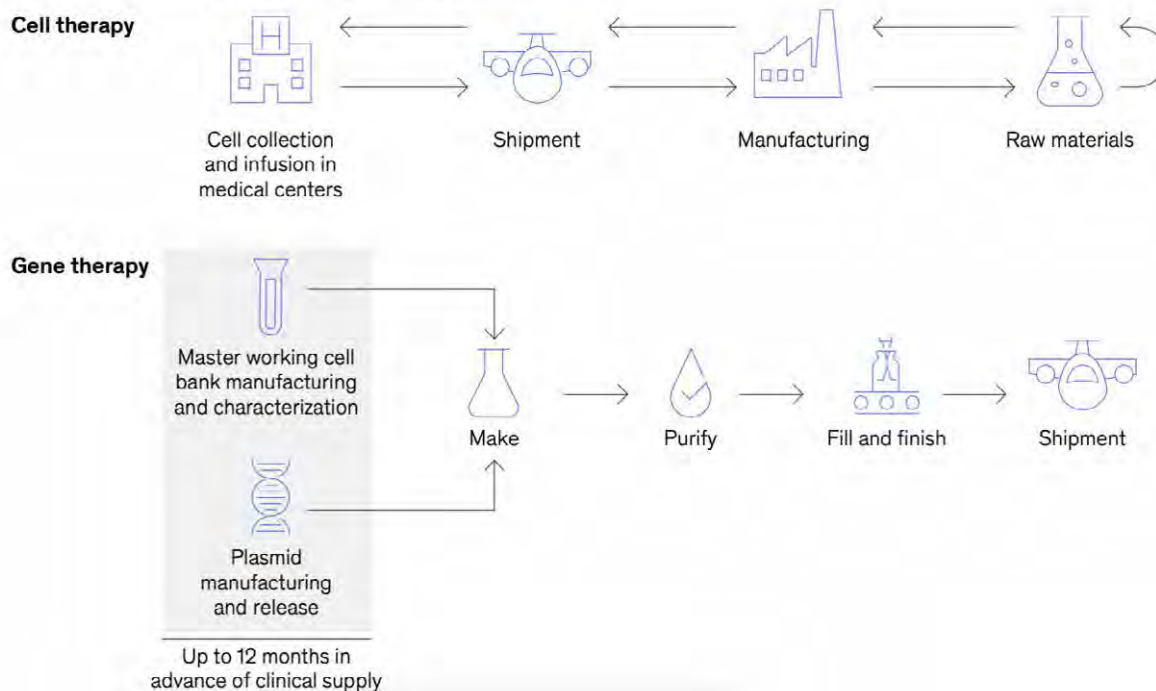 Cell therapy
H
Cell collection
and infusion in
medical centers
Shipment
Manufacturing
Raw materials
Gene therapy
Master working cell
bank manufacturing
and characterization
Plasmid
manufacturing
and release
Up to 12 months in
advance of clinical supply
Make
Purify
Fill and finish
Shipment